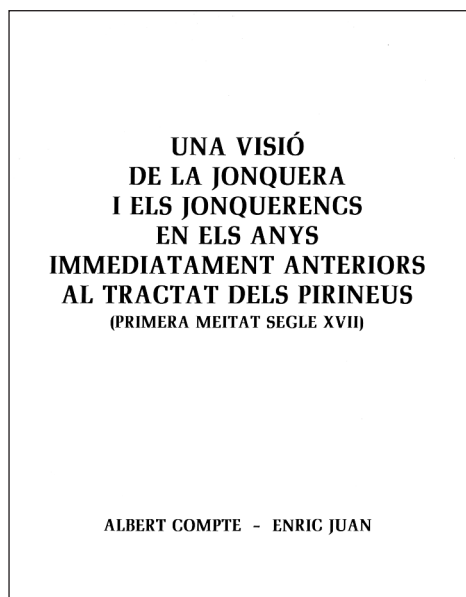 UNA VISIÓ
DE LA JONQUERA
I ELS JONQUERENCS
EN ELS ANYS
IMMEDIATAMENT ANTERIORS
AL TRACTAT DELS PIRINEUS
(PRIMERA MEITAT SEGLE XVII)
ALBERT COMPTE - ENRIC JUAN